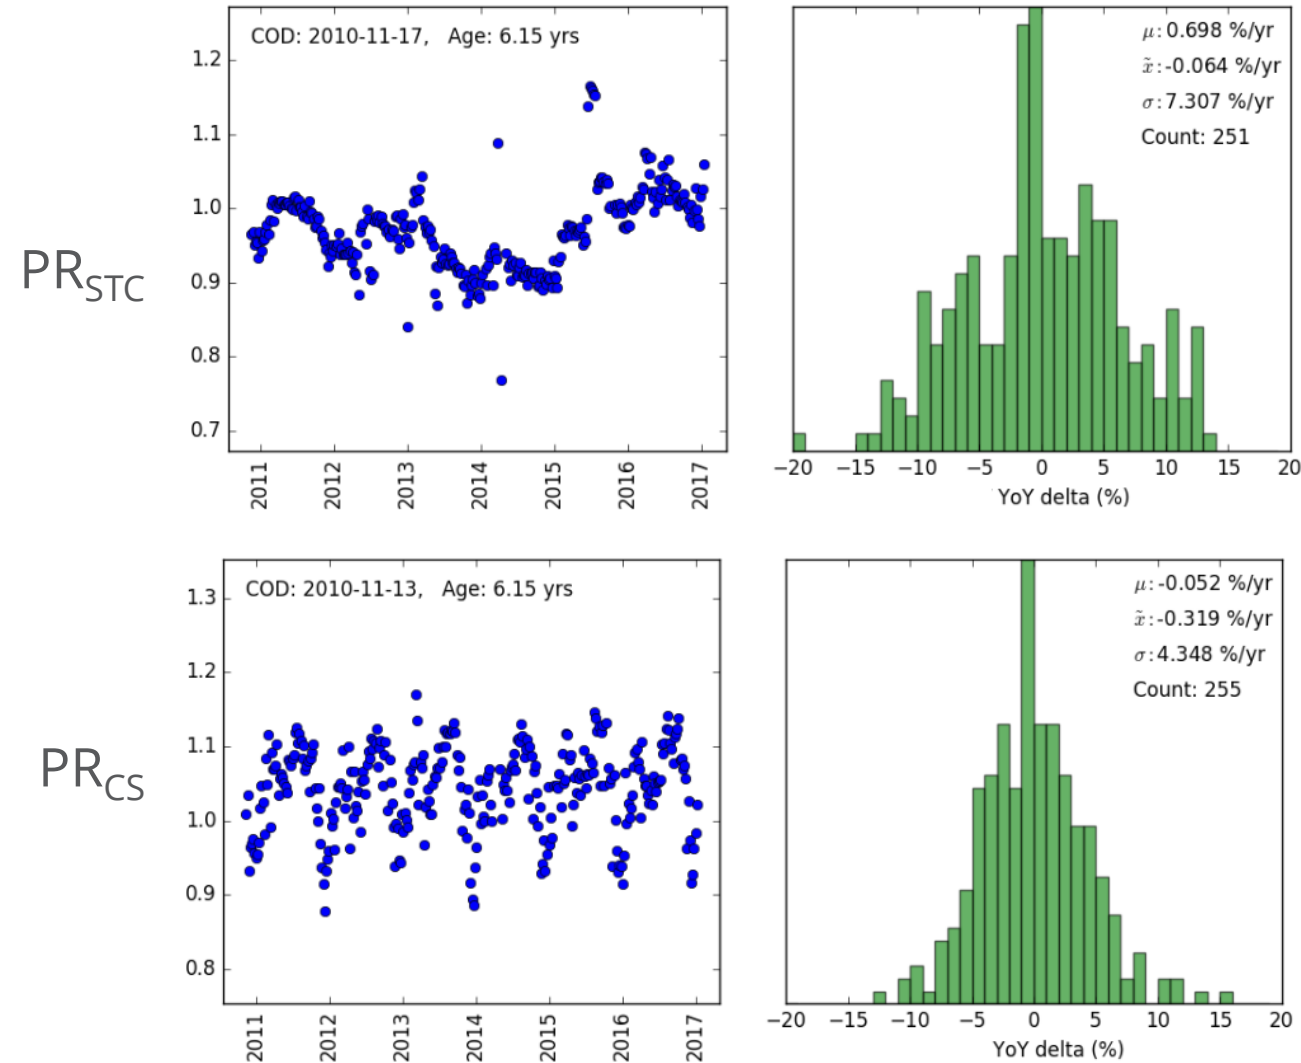 PR_STC
COD: 2010-11-17, Age: 6.15 yrs
1.2
1.1
1.0
0.9
0.8
0.7
2011 2012 2013 2014 2015 2016 2017
μ: 0.698 %/yr
x̃: -0.064 %/yr
σ: 7.307 %/yr
Count: 251
−20 −15 −10 −5 0 5 10 15 20
YoY delta (%)
PR_CS
COD: 2010-11-13, Age: 6.15 yrs
1.3
1.2
1.1
1.0
0.9
0.8
2011 2012 2013 2014 2015 2016 2017
μ: -0.052 %/yr
x̃: -0.319 %/yr
σ: 4.348 %/yr
Count: 255
−20 −15 −10 −5 0 5 10 15 20
YoY delta (%)